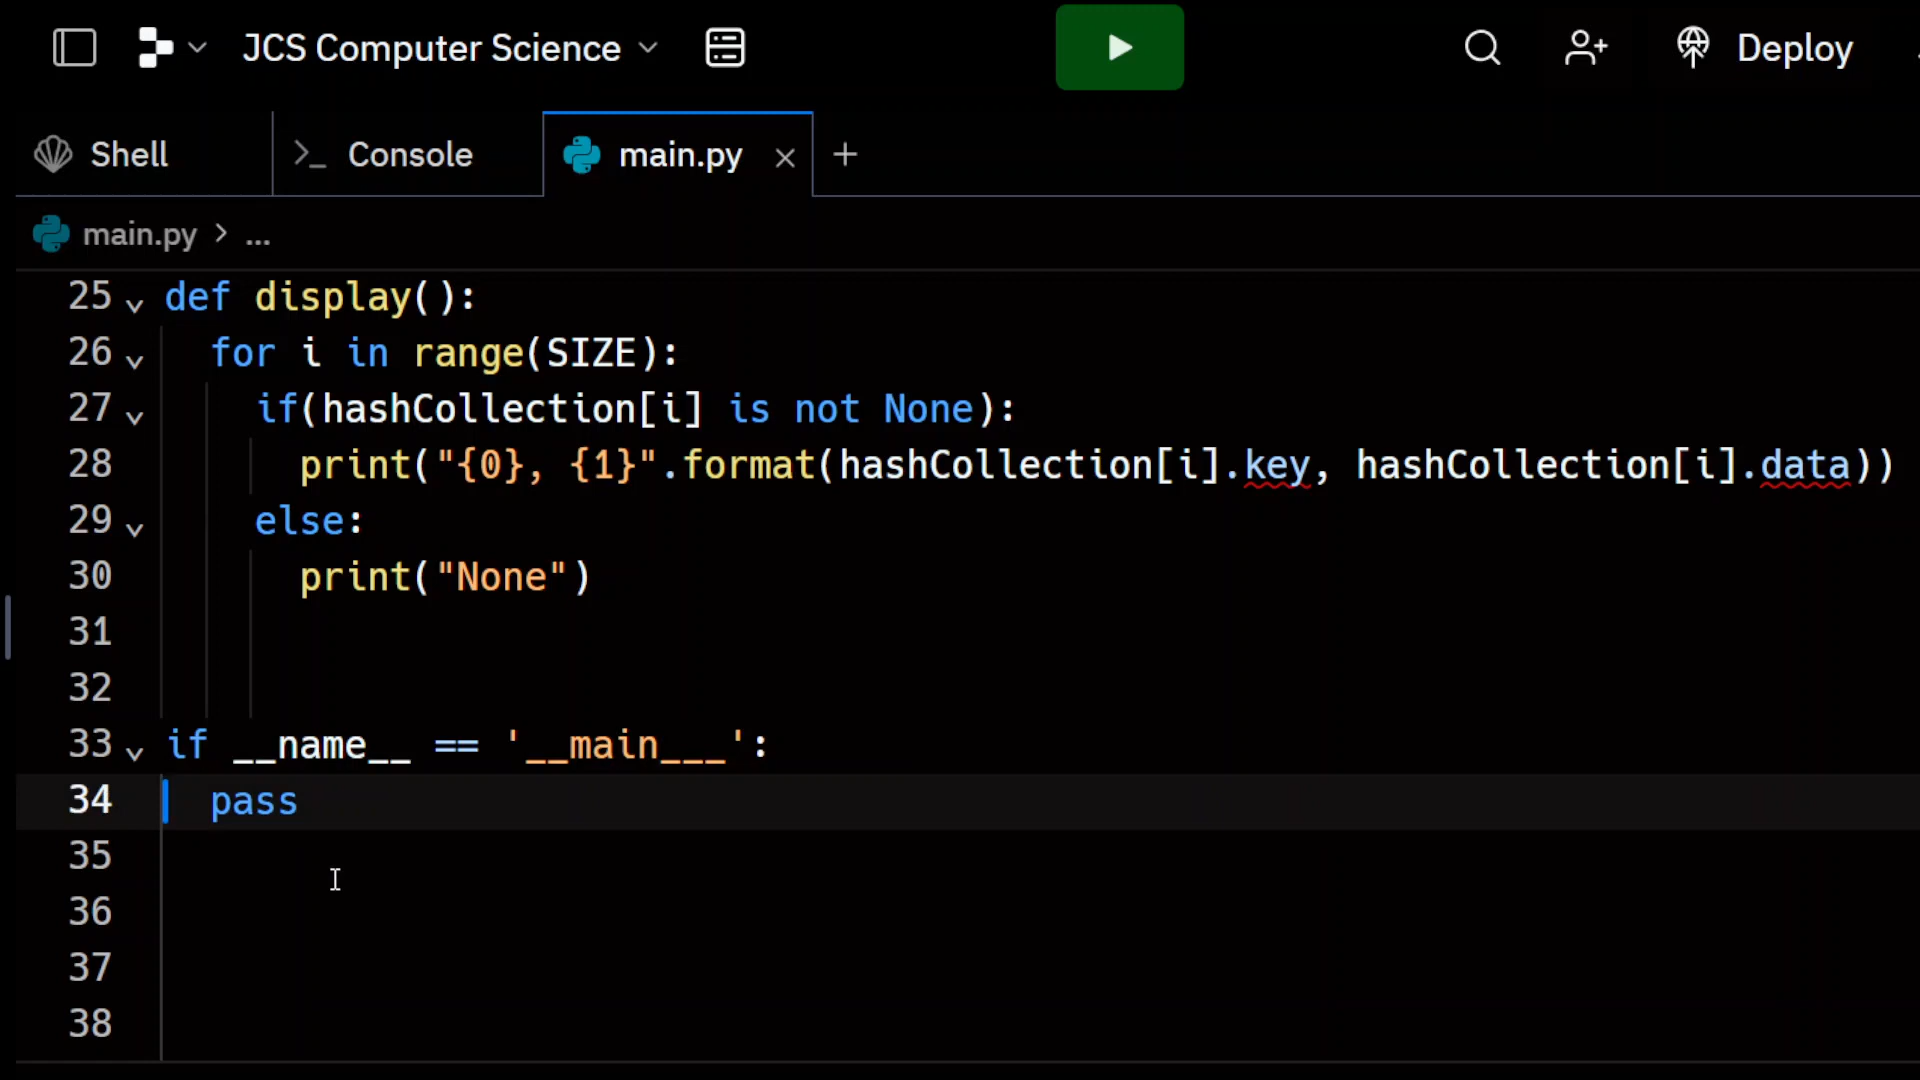 JCS Computer Science
Deploy
Shell
>_ Console
main.py
main.py > ...
25 def display():
26 for i in range(SIZE):
27 if(hashCollection[i] is not None):
28 print("{0}, {1}".format(hashCollection[i].key, hashCollection[i].data))
29 else:
30 print("None")
31
32
33 if __name__ == '__main___':
34 pass
35
36
37
38